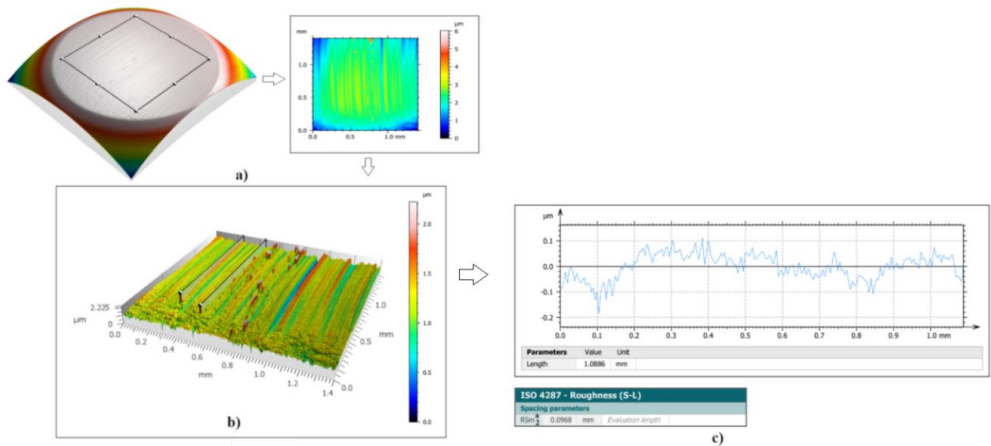 µm
mm
6
5
4
3
2
1
0
1.0
0.5
0.0
0.0 0.5 1.0 mm
a)
µm
2.0
1.5
1.0
0.5
0.0
2.225
µm
0
0.0 0.2 0.4 0.6 0.8 1.0 1.2 1.4
mm
0.0 0.5 1.0
mm
b)
µm
0.1
0.0
-0.1
-0.2
0.0 0.1 0.2 0.3 0.4 0.5 0.6 0.7 0.8 0.9 1.0 mm
Parameters Value Unit
Length 1.0886 mm
ISO 4287 - Roughness (S-L)
Spacing parameters
RSm 0.0968 mm Evaluation length
c)